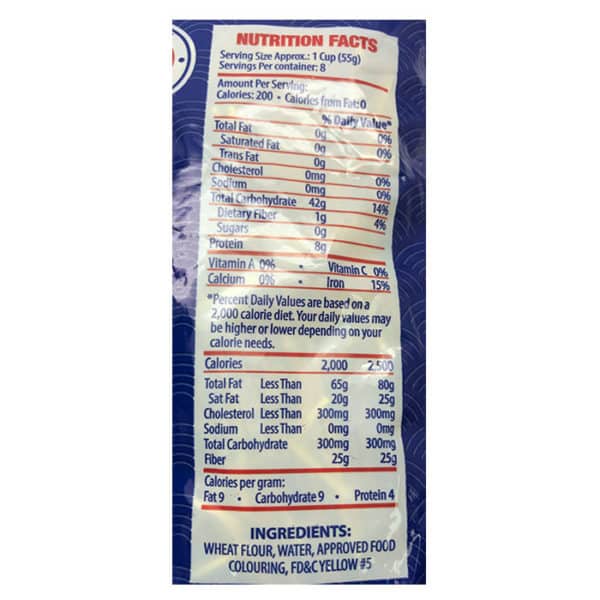 NUTRITION FACTS
Serving Size Approx.: 1 Cup (55g)
Servings Per container: 8
Amount Per Serving:
Calories: 200 • Calories from Fat: 0
% Daily Value*
Total Fat 0g 0%
Saturated Fat 0g 0%
Trans Fat 0g
Cholesterol 0mg 0%
Sodium 0mg 0%
Total Carbohydrate 42g 14%
Dietary Fiber 1g 4%
Sugars 0g
Protein 8g
Vitamin A 0% • Vitamin C 0%
Calcium 0% • Iron 15%
*Percent Daily Values are based on a
2,000 calorie diet. Your daily values may
be higher or lower depending on your
calorie needs.
Calories 2,000 2,500
Total Fat Less Than 65g 80g
Sat Fat Less Than 20g 25g
Cholesterol Less Than 300mg 300mg
Sodium Less Than 0mg 0mg
Total Carbohydrate 300mg 300mg
Fiber 25g 25g
Calories per gram:
Fat 9 • Carbohydrate 9 • Protein 4
INGREDIENTS:
WHEAT FLOUR, WATER, APPROVED FOOD
COLOURING, FD&C YELLOW #5